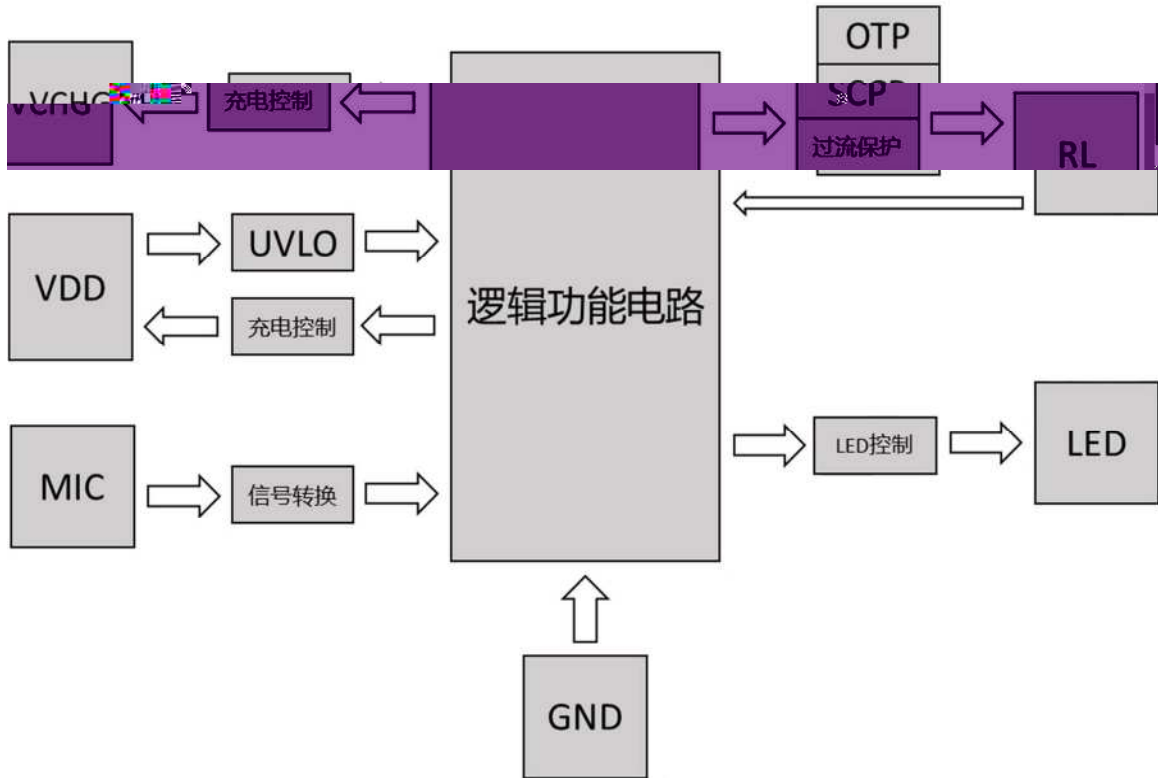 OTP
VCHG
充电控制
SCP
过流保护
RL
VDD
UVLO
充电控制
逻辑功能电路
MIC
信号转换
LED控制
LED
GND